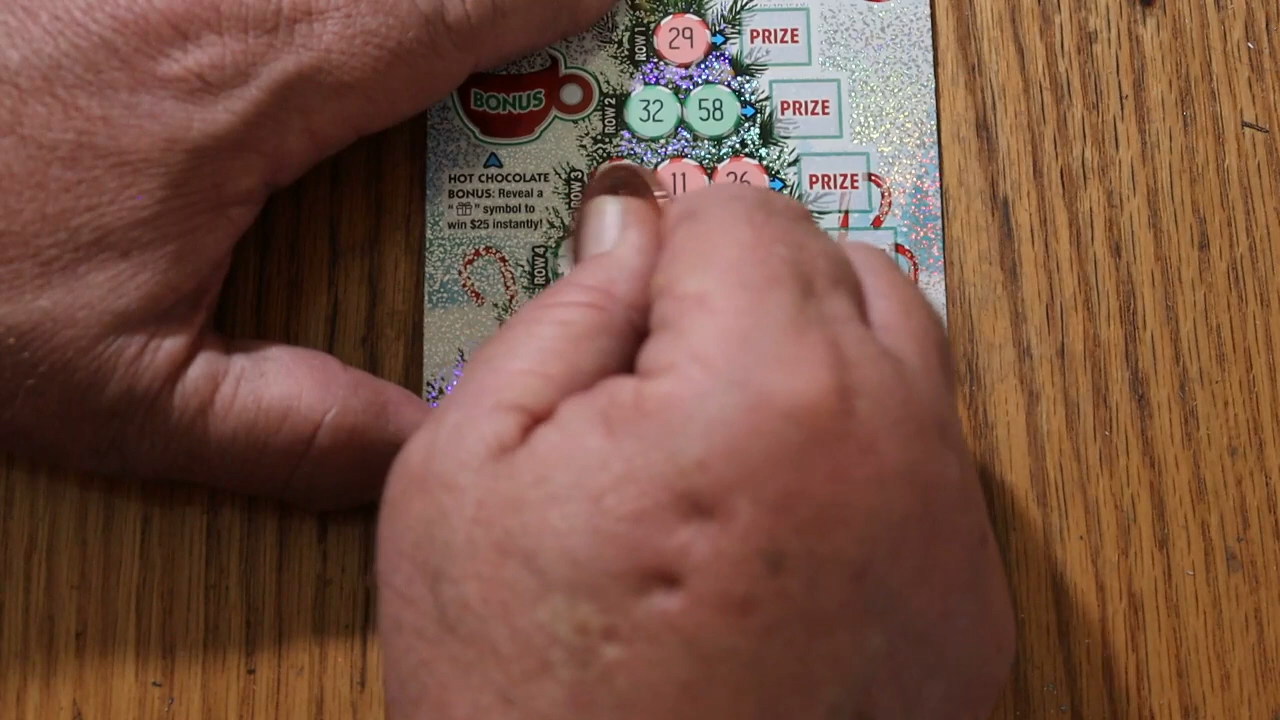 ROW 1
29
PRIZE
BONUS
ROW 2
32 58
PRIZE
HOT CHOCOLATE
BONUS: Reveal a
" " symbol to
win $25 instantly!
ROW 3
11 26
PRIZE
ROW 4